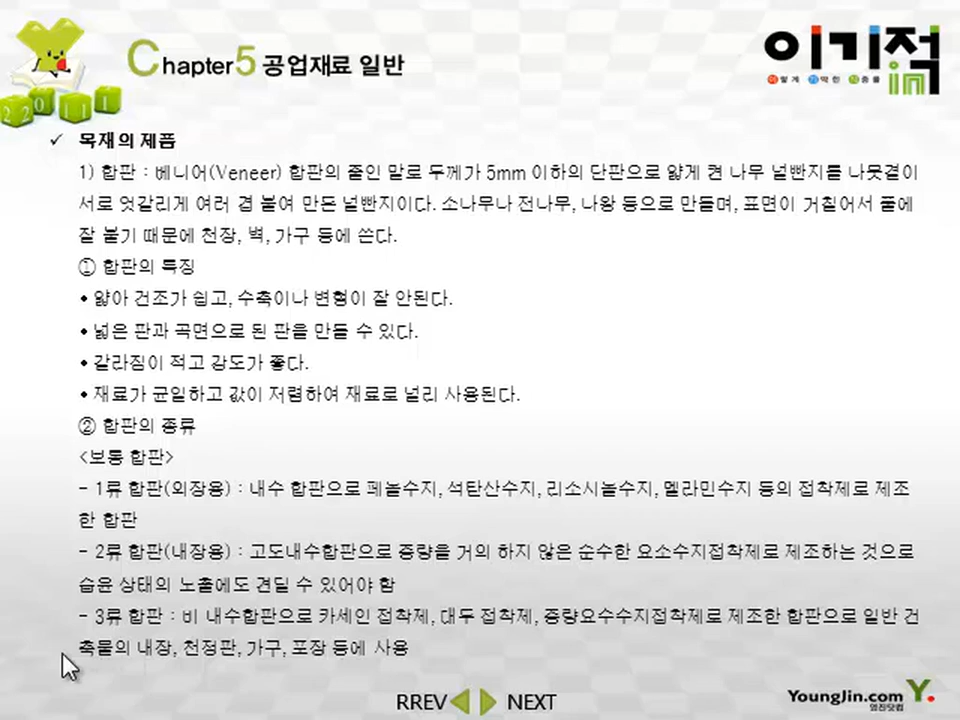 Chapter5 공업재료 일반
이기적in
✓ 목재의 제품
1) 합판 : 베니어(Veneer) 합판의 줄인 말로 두께가 5mm 이하의 단판으로 얇게 켠 나무 널빤지를 나뭇결이
서로 엇갈리게 여러 겹 붙여 만든 널빤지이다. 소나무나 전나무, 나왕 등으로 만들며, 표면이 거칠어서 풀에
잘 붙기 때문에 천장, 벽, 가구 등에 쓴다.
① 합판의 특징
• 얇아 건조가 쉽고, 수축이나 변형이 잘 안된다.
• 넓은 판과 곡면으로 된 판을 만들 수 있다.
• 갈라짐이 적고 강도가 좋다.
• 재료가 균일하고 값이 저렴하여 재료로 널리 사용된다.
② 합판의 종류
<보통 합판>
- 1류 합판(외장용) : 내수 합판으로 페놀수지, 석탄산수지, 리소시놀수지, 멜라민수지 등의 접착제로 제조
한 합판
- 2류 합판(내장용) : 고도내수합판으로 증량을 거의 하지 않은 순수한 요소수지접착제로 제조하는 것으로
습윤 상태의 노출에도 견딜 수 있어야 함
- 3류 합판 : 비 내수합판으로 카세인 접착제, 대두 접착제, 증량요수수지접착제로 제조한 합판으로 일반 건
축물의 내장, 천정판, 가구, 포장 등에 사용
RREV NEXT
YoungJin.com Y.
영진닷컴